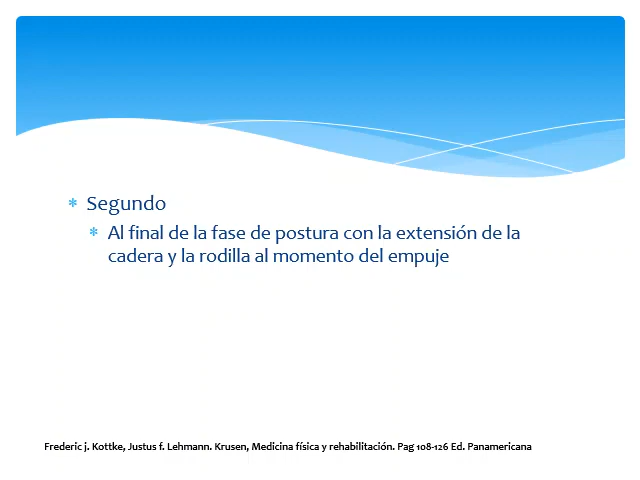 * Segundo
* Al final de la fase de postura con la extensión de la
cadera y la rodilla al momento del empuje
Frederic j. Kottke, Justus f. Lehmann. Krusen, Medicina física y rehabilitación. Pag 108-126 Ed. Panamericana